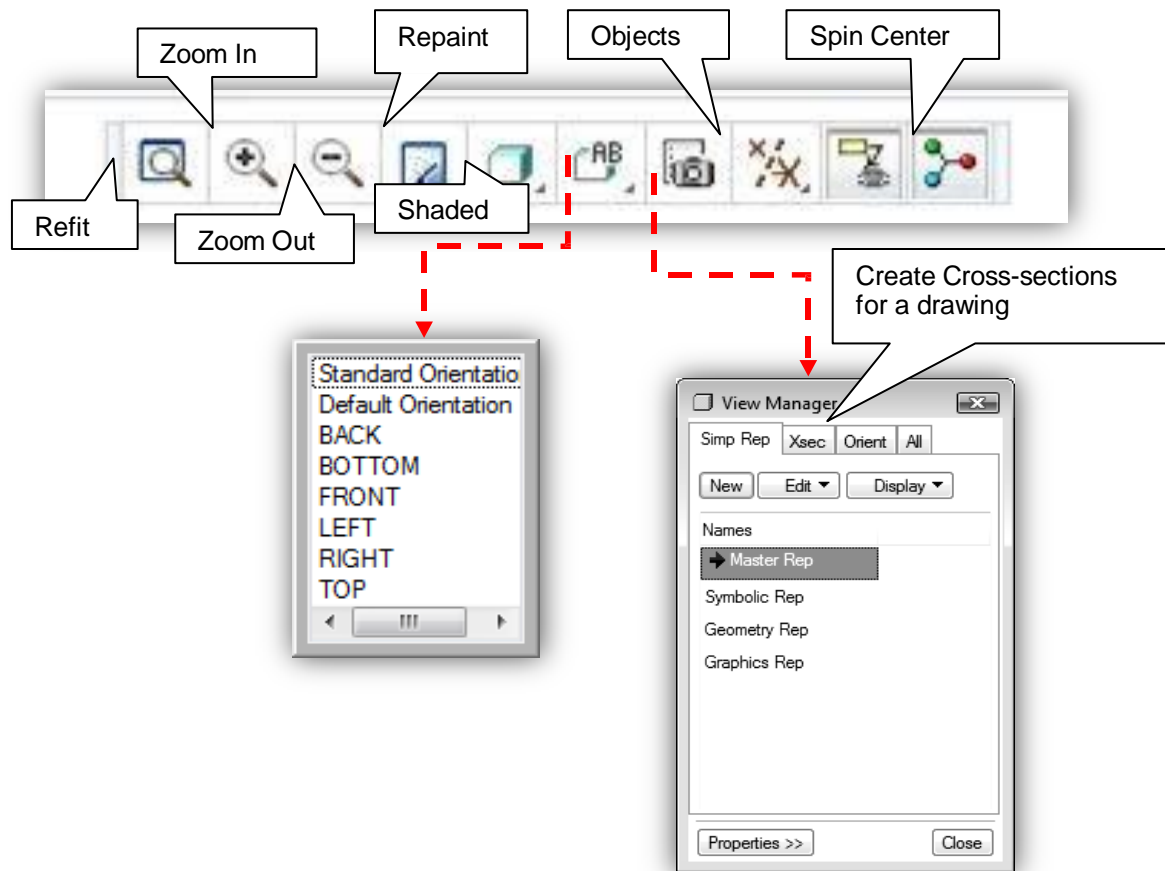 Zoom In
Repaint
Objects
Spin Center
AB
Refit
Zoom Out
Shaded
Create Cross-sections
for a drawing
Standard Orientatio
Default Orientation
BACK
BOTTOM
FRONT
LEFT
RIGHT
TOP
View Manager
Simp Rep Xsec Orient All
New Edit Display
Names
Master Rep
Symbolic Rep
Geometry Rep
Graphics Rep
Properties >> Close